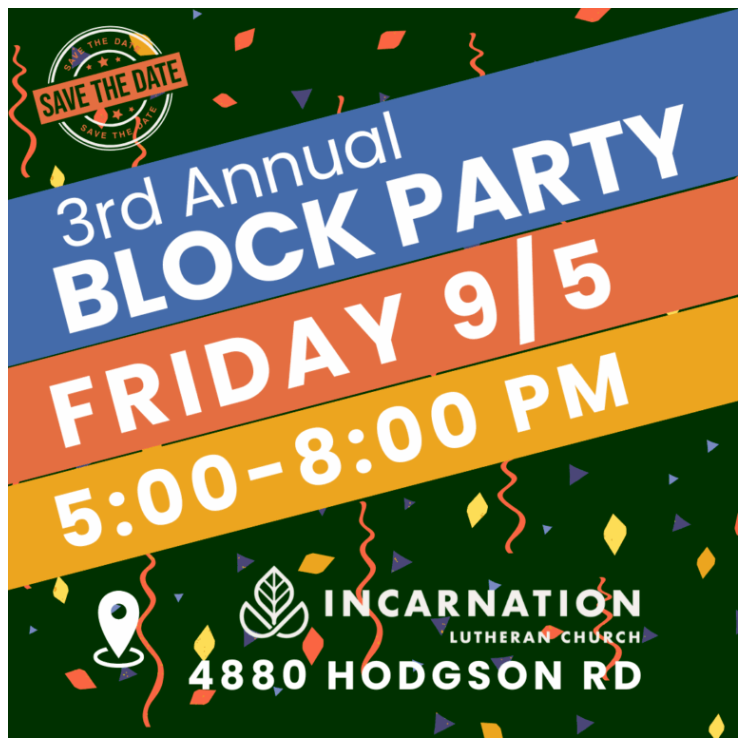 SAVE THE DATE
SAVE THE DATE
SAVE THE DATE
3rd Annual
BLOCK PARTY
FRIDAY 9/5
5:00-8:00 PM
INCARNATION
LUTHERAN CHURCH
4880 HODGSON RD